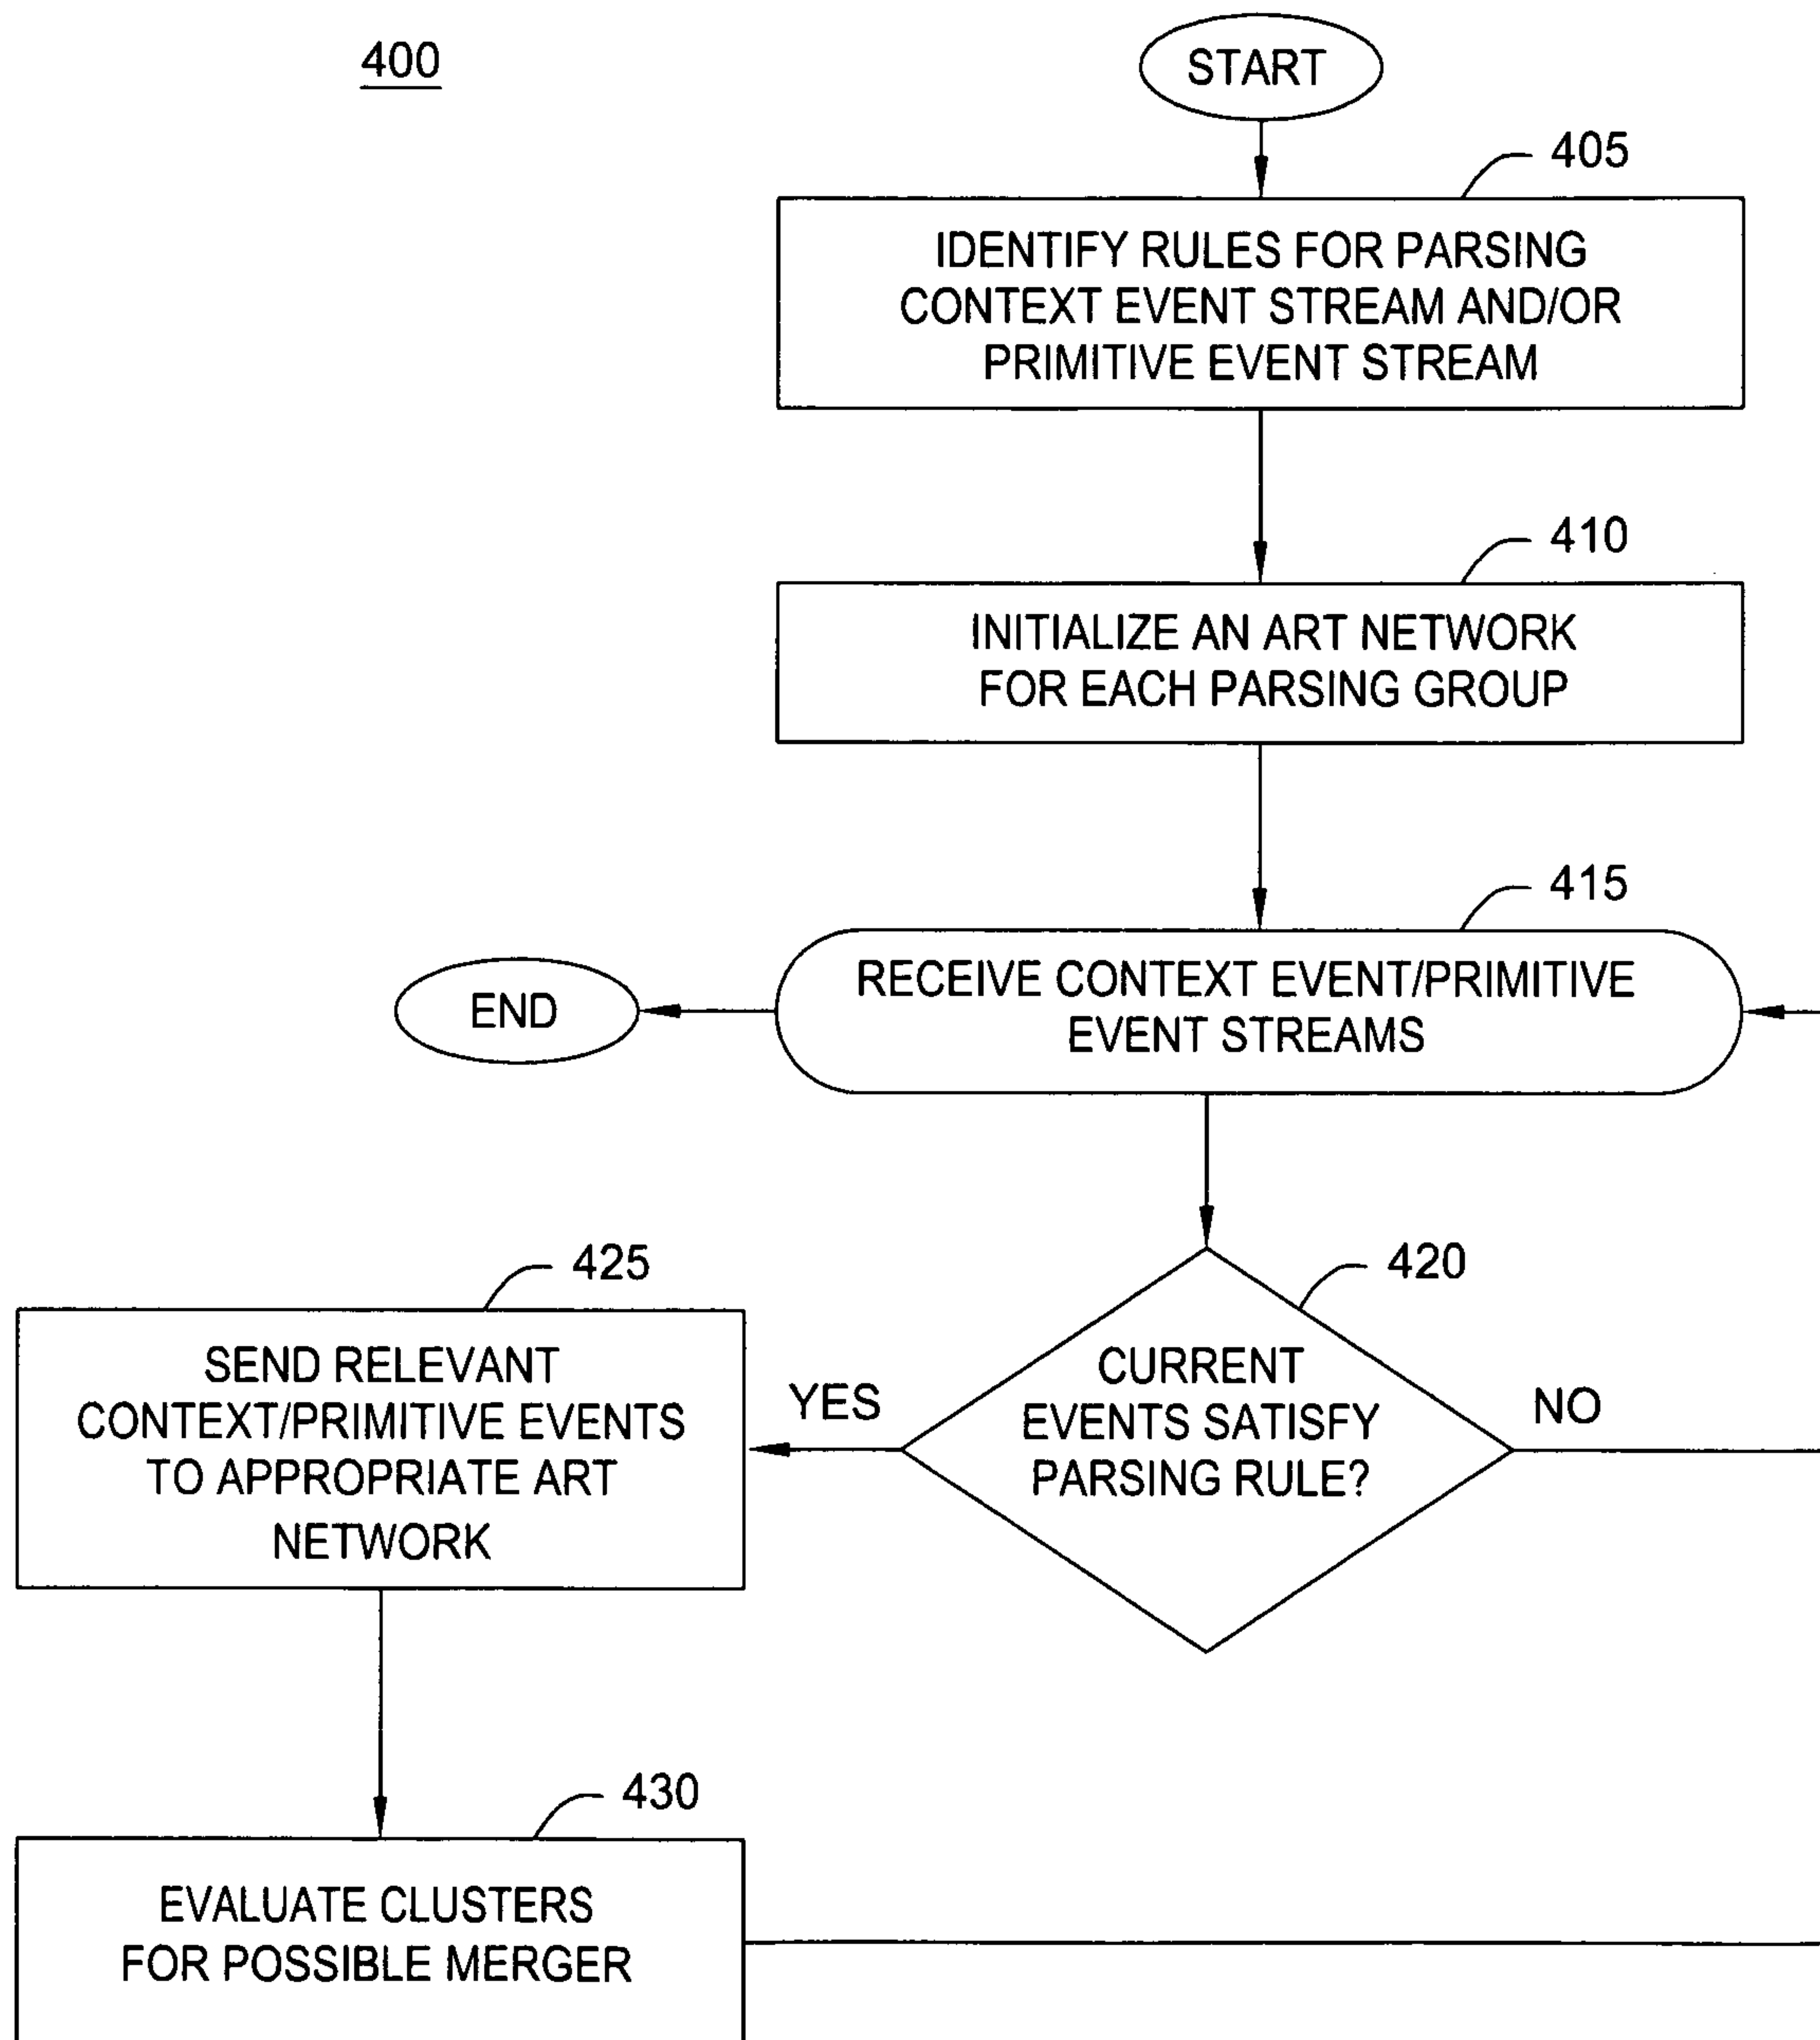 400
START
405
IDENTIFY RULES FOR PARSING
CONTEXT EVENT STREAM AND/OR
PRIMITIVE EVENT STREAM
410
INITIALIZE AN ART NETWORK
FOR EACH PARSING GROUP
415
RECEIVE CONTEXT EVENT/PRIMITIVE
EVENT STREAMS
END
420
CURRENT
EVENTS SATISFY
PARSING RULE?
YES
NO
425
SEND RELEVANT
CONTEXT/PRIMITIVE EVENTS
TO APPROPRIATE ART
NETWORK
430
EVALUATE CLUSTERS
FOR POSSIBLE MERGER